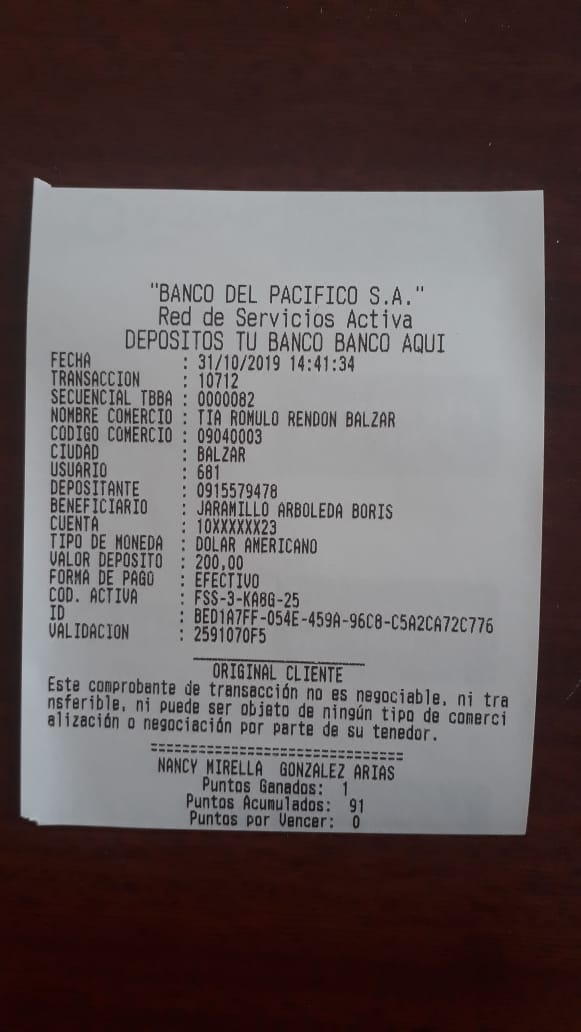 "BANCO DEL PACIFICO S.A."
Red de Servicios Activa
DEPOSITOS TU BANCO BANCO AQUI
FECHA : 31/10/2019 14:41:34
TRANSACCION : 10712
SECUENCIAL TBBA : 0000082
NOMBRE COMERCIO : TIA ROMULO RENDON BALZAR
CODIGO COMERCIO : 09040003
CIUDAD : BALZAR
USUARIO : 681
DEPOSITANTE : 0915579478
BENEFICIARIO : JARAMILLO ARBOLEDA BORIS
CUENTA : 10XXXXXX23
TIPO DE MONEDA : DOLAR AMERICANO
VALOR DEPOSITO : 200,00
FORMA DE PAGO : EFECTIVO
COD. ACTIVA : FSS-3-KA8G-25
ID : BED1A7FF-054E-459A-96C8-C5A2CA72C776
VALIDACION : 2591070F5
ORIGINAL CLIENTE
Este comprobante de transacción no es negociable, ni tra
nsferible, ni puede ser objeto de ningún tipo de comerci
alización o negociación por parte de su tenedor.
================================
NANCY MIRELLA GONZALEZ ARIAS
Puntos Ganados: 1
Puntos Acumulados: 91
Puntos por Vencer: 0